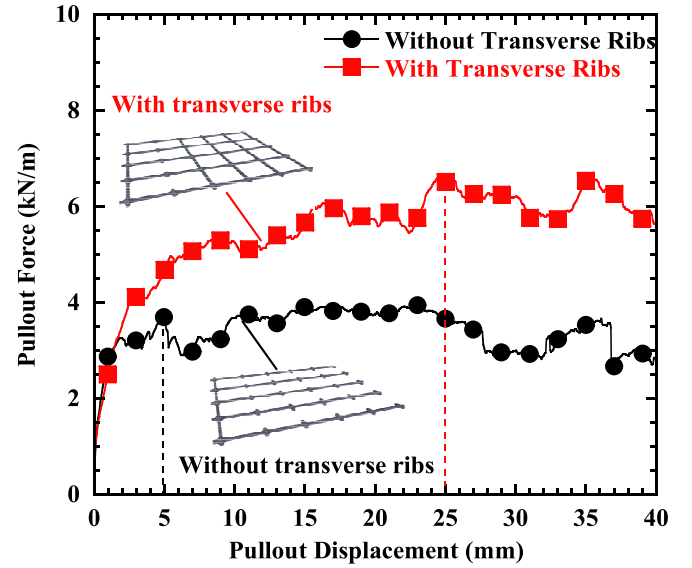 Without Transverse Ribs
With Transverse Ribs
With transverse ribs
Without transverse ribs
Pullout Force (kN/m)
10
8
6
4
2
0
0 5 10 15 20 25 30 35 40
Pullout Displacement (mm)